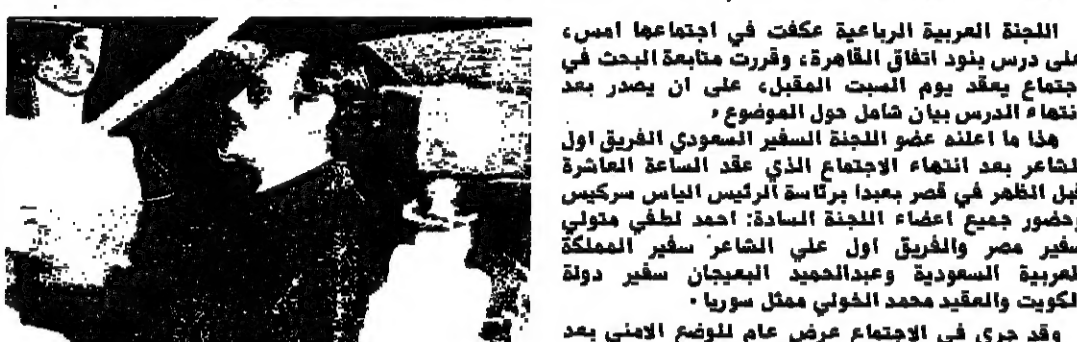 اللجنة العربية الرباعية عكفت في اجتماعها امس،
على درس بنود اتفاق القاهرة، وقررت متابعة البحث في
اجتماع يعقد يوم السبت المقبل، على ان يصدر بعد
انتهاء الدرس بيان شامل حول الموضوع.
هذا ما اعلنه عضو اللجنة السفير السعودي الفريق اول
الشاعر بعد انتهاء الاجتماع الذي عقد الساعة العاشرة
قبل الظهر في قصر بعبدا برئاسة الرئيس الياس سركيس
وحضور جميع اعضاء اللجنة السادة: احمد لطفي متولي
سفير مصر والفريق اول علي الشاعر سفير المملكة
العربية السعودية وعبدالحميد البعيجان سفير دولة
الكويت والعقيد محمد الخولي ممثل سوريا.
وقد جرى في الاجتماع عرض عام للوضع الامني بعد